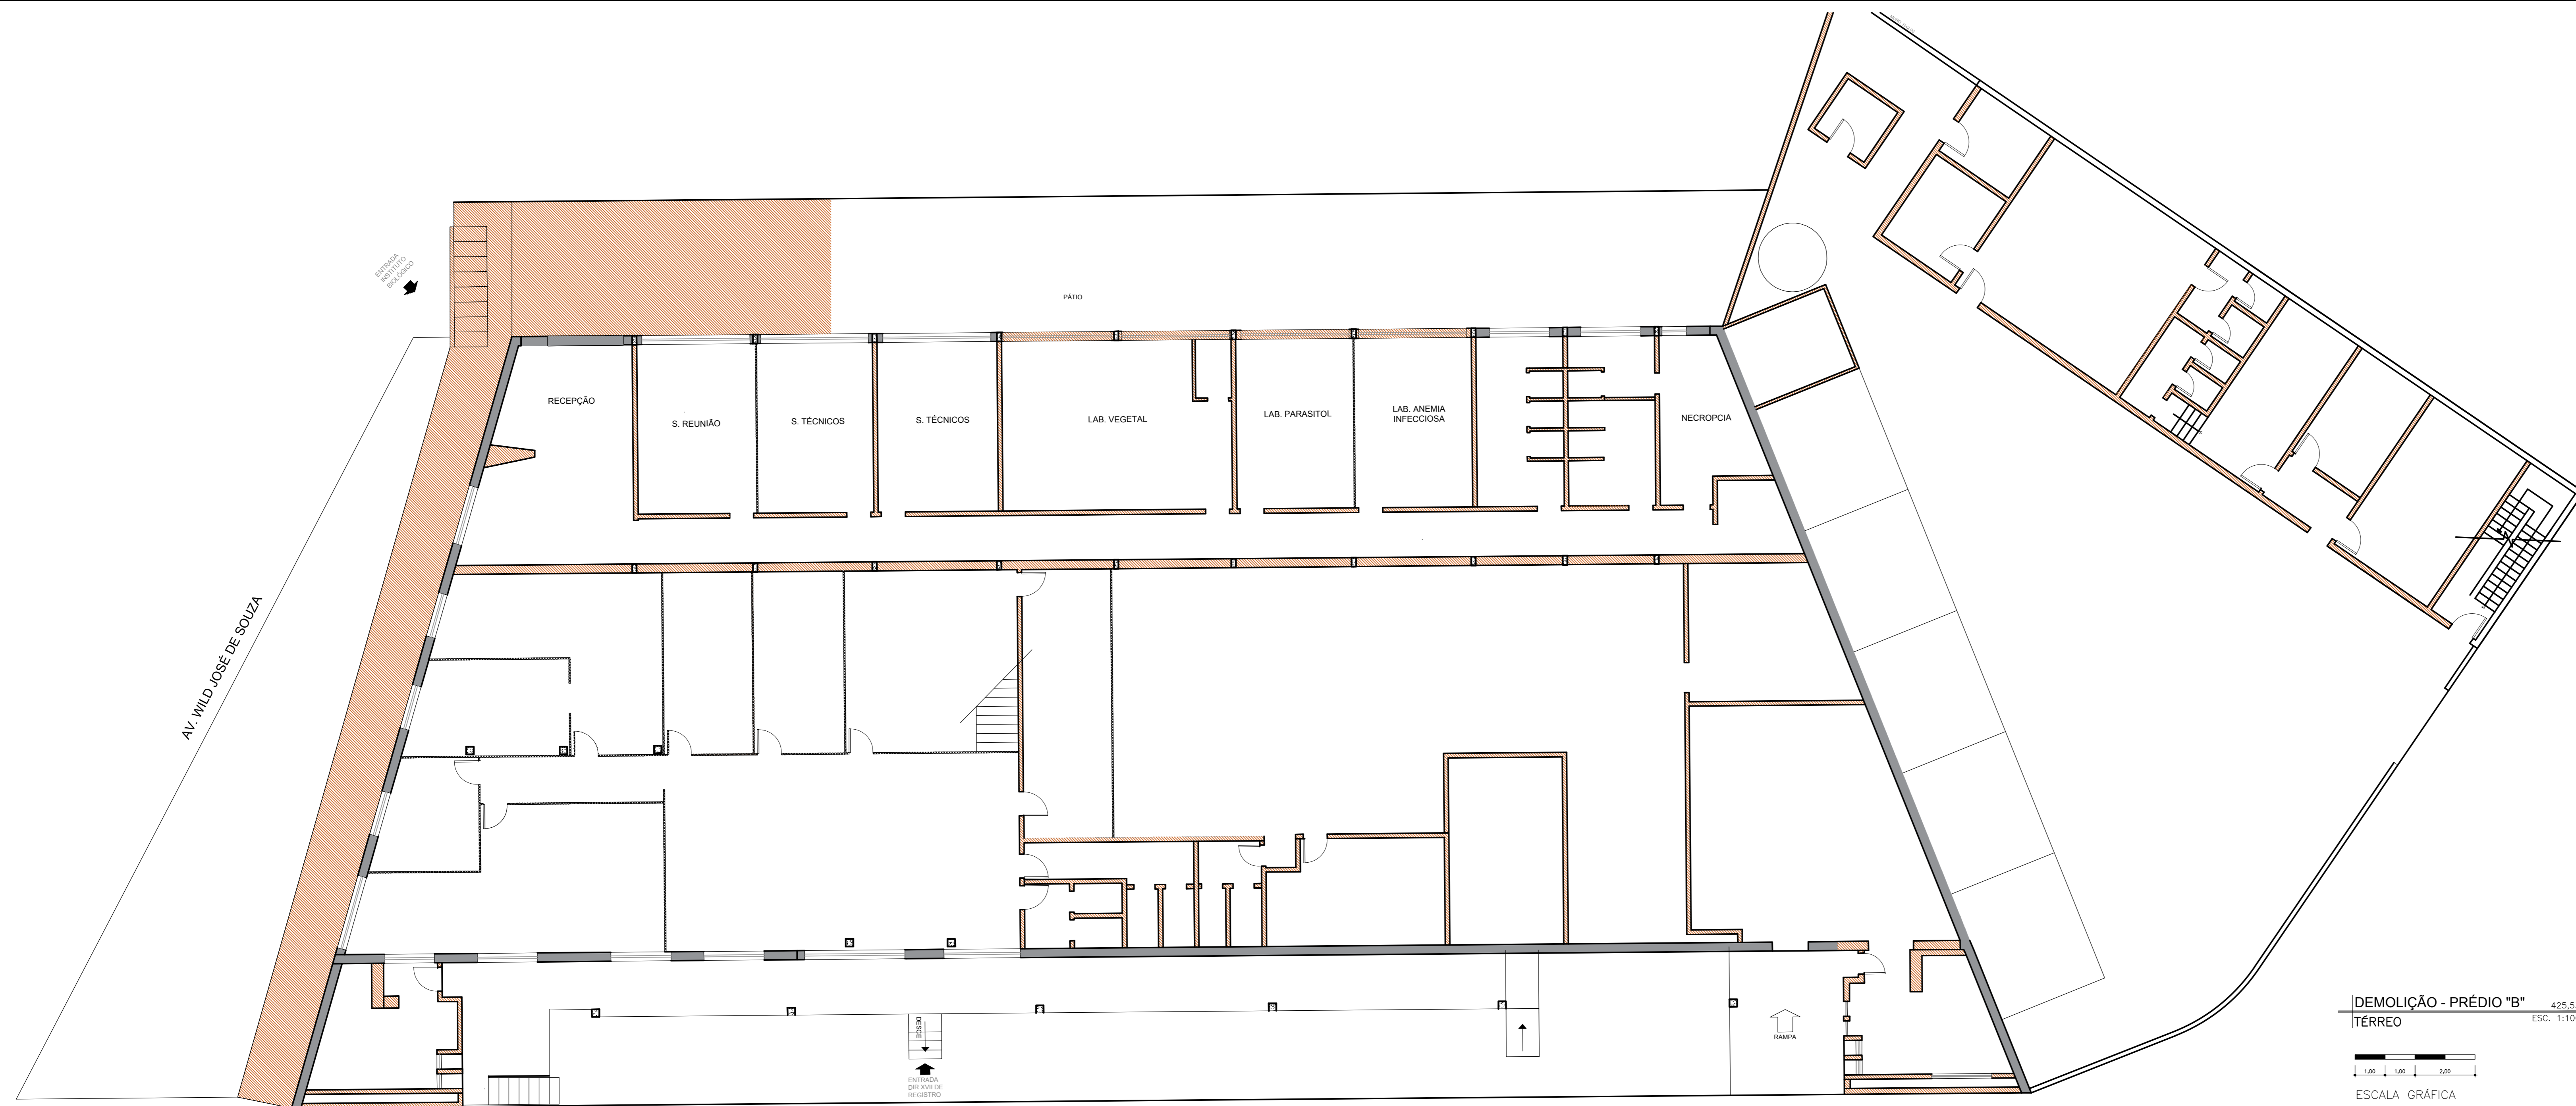 ENTRADA
INSTITUTO
BIOLÓGICO
PÁTIO
RECEPÇÃO
S. REUNIÃO
S. TÉCNICOS
S. TÉCNICOS
LAB. VEGETAL
LAB. PARASITOL
LAB. ANEMIA
INFECCIOSA
NECROPCIA
AV. WILD JOSÉ DE SOUZA
DESCE
ENTRADA
DIR XVII DE
REGISTRO
RAMPA
DEMOLIÇÃO - PRÉDIO "B"
425,5
TÉRREO
ESC. 1:10
1,00
1,00
2,00
ESCALA GRÁFICA